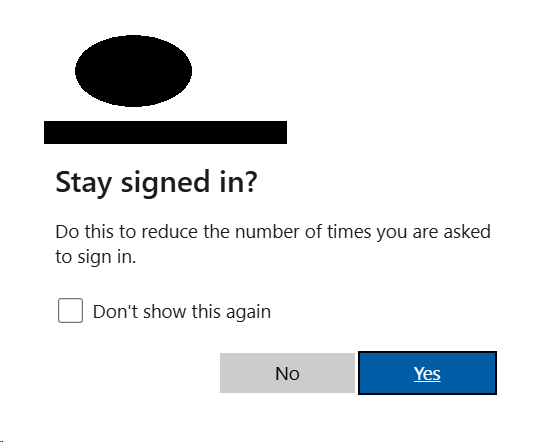 Stay signed in?
Do this to reduce the number of times you are asked
to sign in.
Don't show this again
No
Yes